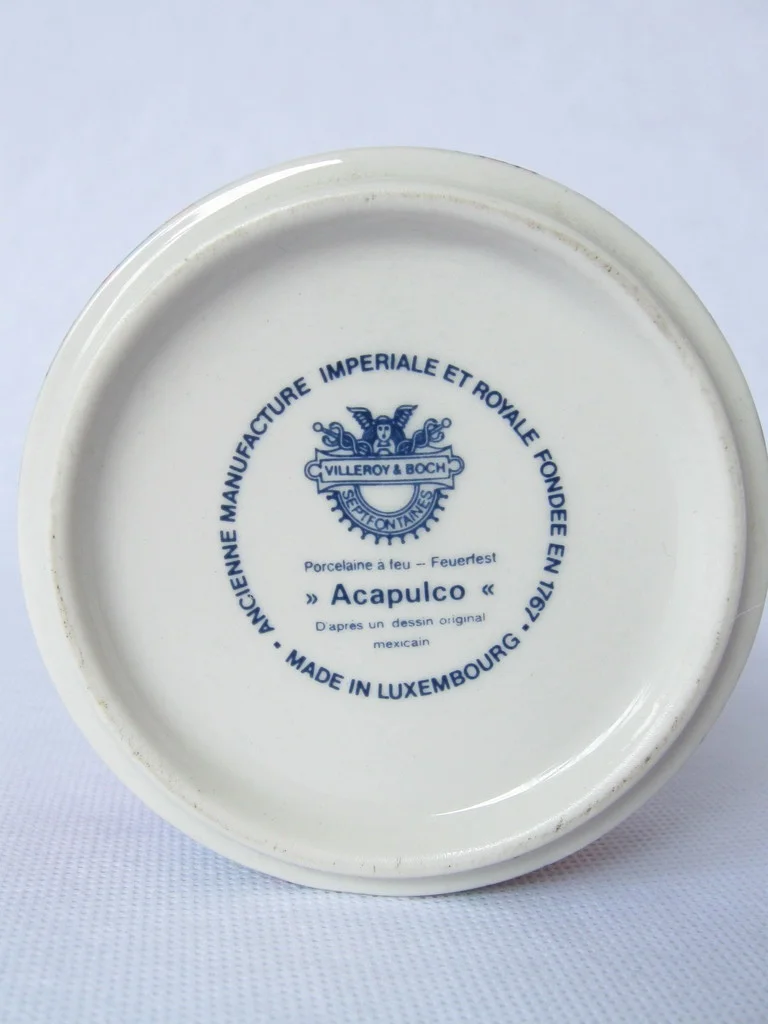 ANCIENNE MANUFACTURE IMPERIALE ET ROYALE FONDEE EN 1767
• MADE IN LUXEMBOURG •
VILLEROY & BOCH
SEPTFONTAINES
Porcelaine à feu – Feuerfest
» Acapulco «
D'après un dessin original
mexicain